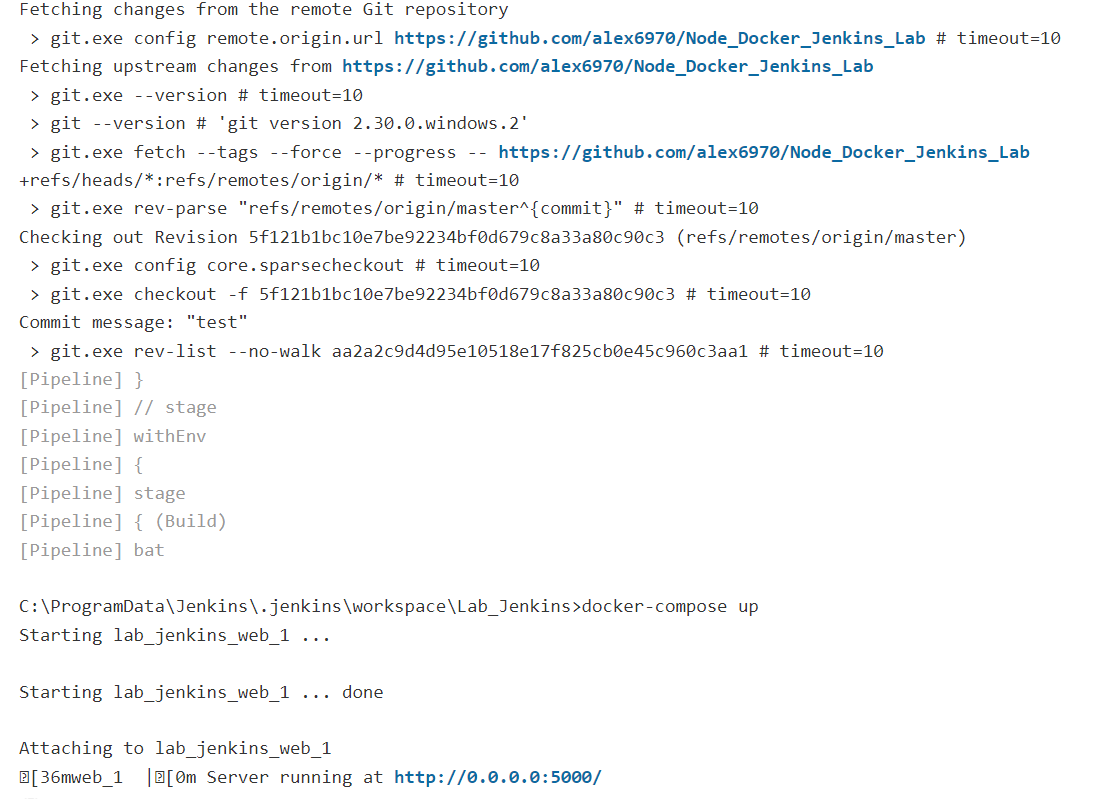 Fetching changes from the remote Git repository
> git.exe config remote.origin.url https://github.com/alex6970/Node_Docker_Jenkins_Lab # timeout=10
Fetching upstream changes from https://github.com/alex6970/Node_Docker_Jenkins_Lab
> git.exe --version # timeout=10
> git --version # 'git version 2.30.0.windows.2'
> git.exe fetch --tags --force --progress -- https://github.com/alex6970/Node_Docker_Jenkins_Lab
+refs/heads/*:refs/remotes/origin/* # timeout=10
> git.exe rev-parse "refs/remotes/origin/master^{commit}" # timeout=10
Checking out Revision 5f121b1bc10e7be92234bf0d679c8a33a80c90c3 (refs/remotes/origin/master)
> git.exe config core.sparsecheckout # timeout=10
> git.exe checkout -f 5f121b1bc10e7be92234bf0d679c8a33a80c90c3 # timeout=10
Commit message: "test"
> git.exe rev-list --no-walk aa2a2c9d4d95e10518e17f825cb0e45c960c3aa1 # timeout=10
[Pipeline] }
[Pipeline] // stage
[Pipeline] withEnv
[Pipeline] {
[Pipeline] stage
[Pipeline] { (Build)
[Pipeline] bat
C:\ProgramData\Jenkins\.jenkins\workspace\Lab_Jenkins>docker-compose up
Starting lab_jenkins_web_1 ...
Starting lab_jenkins_web_1 ... done
Attaching to lab_jenkins_web_1
[36mweb_1  |[0m Server running at http://0.0.0.0:5000/